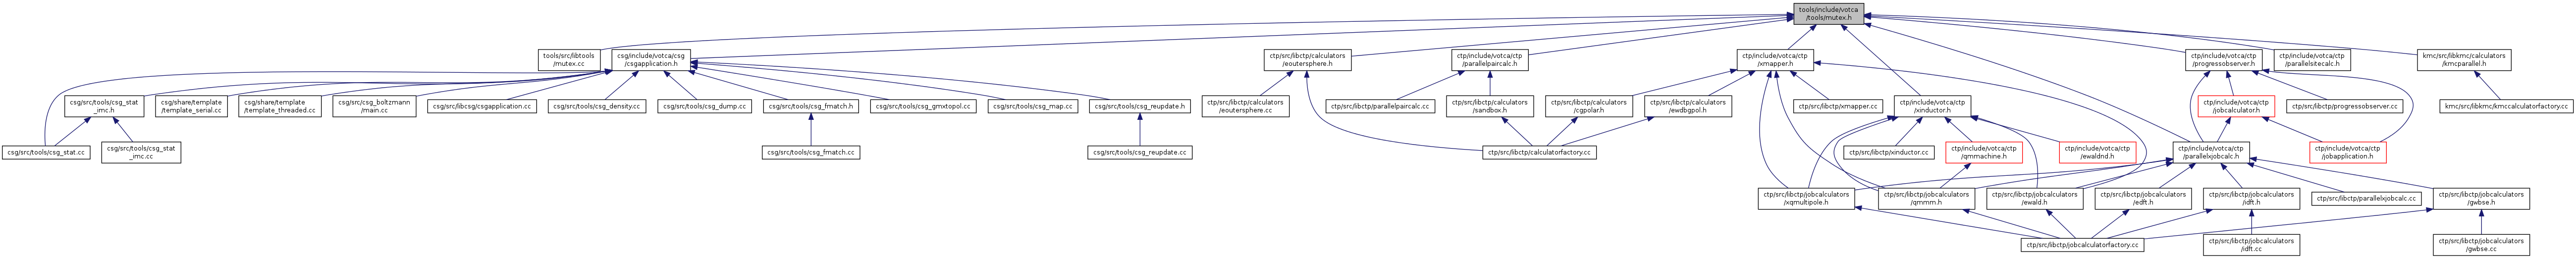 tools/include/votca
/tools/mutex.h
tools/src/libtools
/mutex.cc
csg/include/votca/csg
/csgapplication.h
ctp/src/libctp/calculators
/eoutersphere.h
ctp/include/votca/ctp
/parallelpaircalc.h
ctp/include/votca/ctp
/xmapper.h
ctp/include/votca/ctp
/progressobserver.h
ctp/include/votca/ctp
/parallelsitecalc.h
kmc/src/libkmc/calculators
/kmcparallel.h
csg/src/tools/csg_stat
_imc.h
csg/share/template
/template_serial.cc
csg/share/template
/template_threaded.cc
csg/src/csg_boltzmann
/main.cc
csg/src/libcsg/csgapplication.cc
csg/src/tools/csg_density.cc
csg/src/tools/csg_dump.cc
csg/src/tools/csg_fmatch.h
csg/src/tools/csg_gmxtopol.cc
csg/src/tools/csg_map.cc
csg/src/tools/csg_reupdate.h
ctp/src/libctp/calculators
/eoutersphere.cc
ctp/src/libctp/parallelpaircalc.cc
ctp/src/libctp/calculators
/sandbox.h
ctp/src/libctp/calculators
/cgpolar.h
ctp/src/libctp/calculators
/ewdbgpol.h
ctp/src/libctp/xmapper.cc
ctp/include/votca/ctp
/xinductor.h
ctp/include/votca/ctp
/jobcalculator.h
ctp/src/libctp/progressobserver.cc
kmc/src/libkmc/kmccalculatorfactory.cc
csg/src/tools/csg_stat.cc
csg/src/tools/csg_stat
_imc.cc
csg/src/tools/csg_fmatch.cc
csg/src/tools/csg_reupdate.cc
ctp/src/libctp/calculatorfactory.cc
ctp/src/libctp/xinductor.cc
ctp/include/votca/ctp
/qmmachine.h
ctp/include/votca/ctp
/ewaldnd.h
ctp/include/votca/ctp
/parallelxjobcalc.h
ctp/include/votca/ctp
/jobapplication.h
ctp/src/libctp/jobcalculators
/xqmultipole.h
ctp/src/libctp/jobcalculators
/qmmm.h
ctp/src/libctp/jobcalculators
/ewald.h
ctp/src/libctp/jobcalculators
/edft.h
ctp/src/libctp/jobcalculators
/idft.h
ctp/src/libctp/parallelxjobcalc.cc
ctp/src/libctp/jobcalculators
/gwbse.h
ctp/src/libctp/jobcalculatorfactory.cc
ctp/src/libctp/jobcalculators
/idft.cc
ctp/src/libctp/jobcalculators
/gwbse.cc